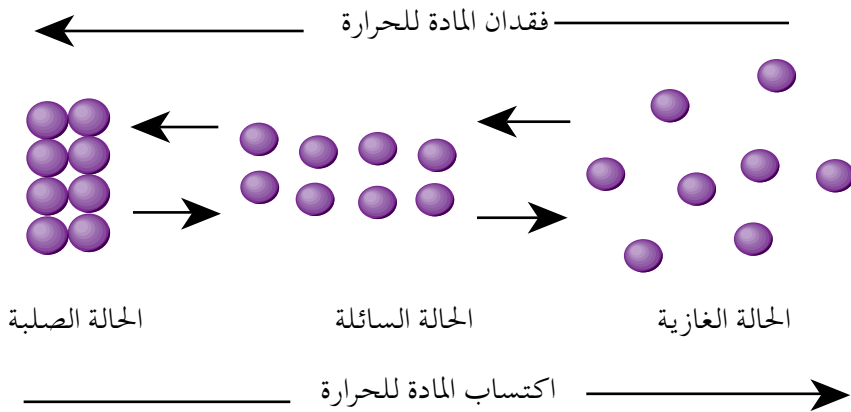 فقدان المادة للحرارة
الحالة الغازية
الحالة السائلة
الحالة الصلبة
اكتساب المادة للحرارة